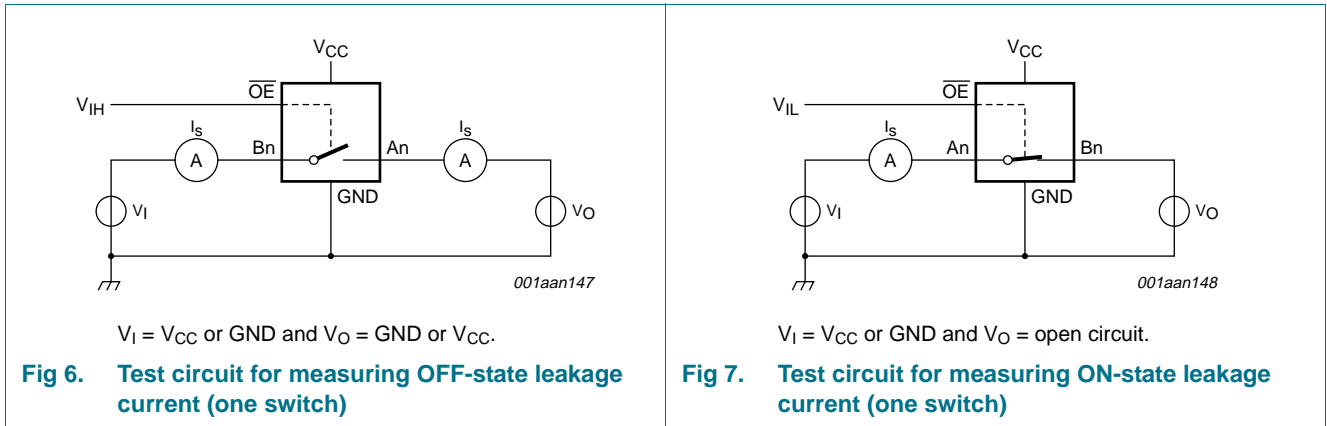 VCC
OE
VIH
Is
Bn
An
Is
A
A
GND
VI
VO
001aan147
VI = VCC or GND and VO = GND or VCC.
Fig 6. Test circuit for measuring OFF-state leakage
current (one switch)
VCC
OE
VIL
Is
An
Bn
A
GND
VI
VO
001aan148
VI = VCC or GND and VO = open circuit.
Fig 7. Test circuit for measuring ON-state leakage
current (one switch)